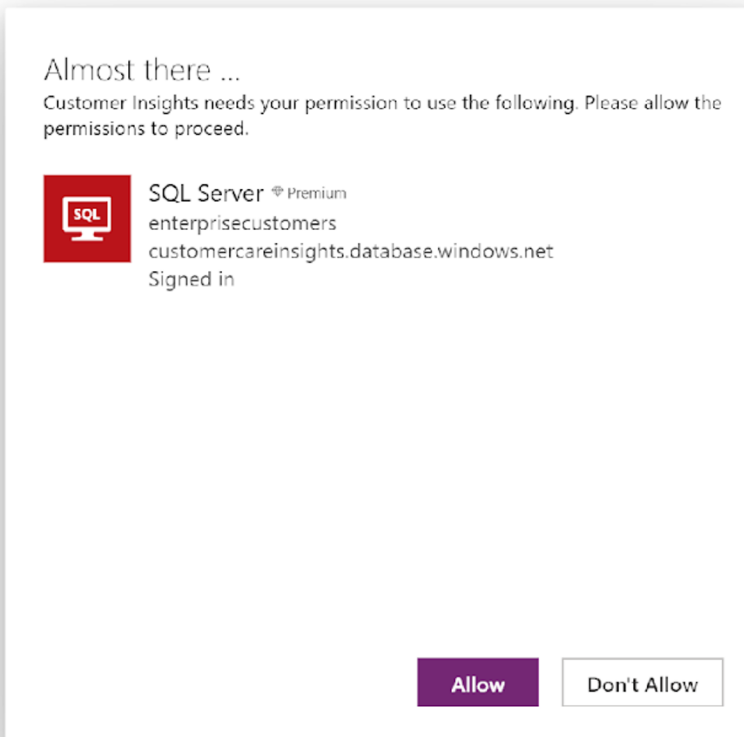 Almost there ...
Customer Insights needs your permission to use the following. Please allow the
permissions to proceed.
SQL
SQL Server Premium
enterprisecustomers
customercareinsights.database.windows.net
Signed in
Allow
Don't Allow